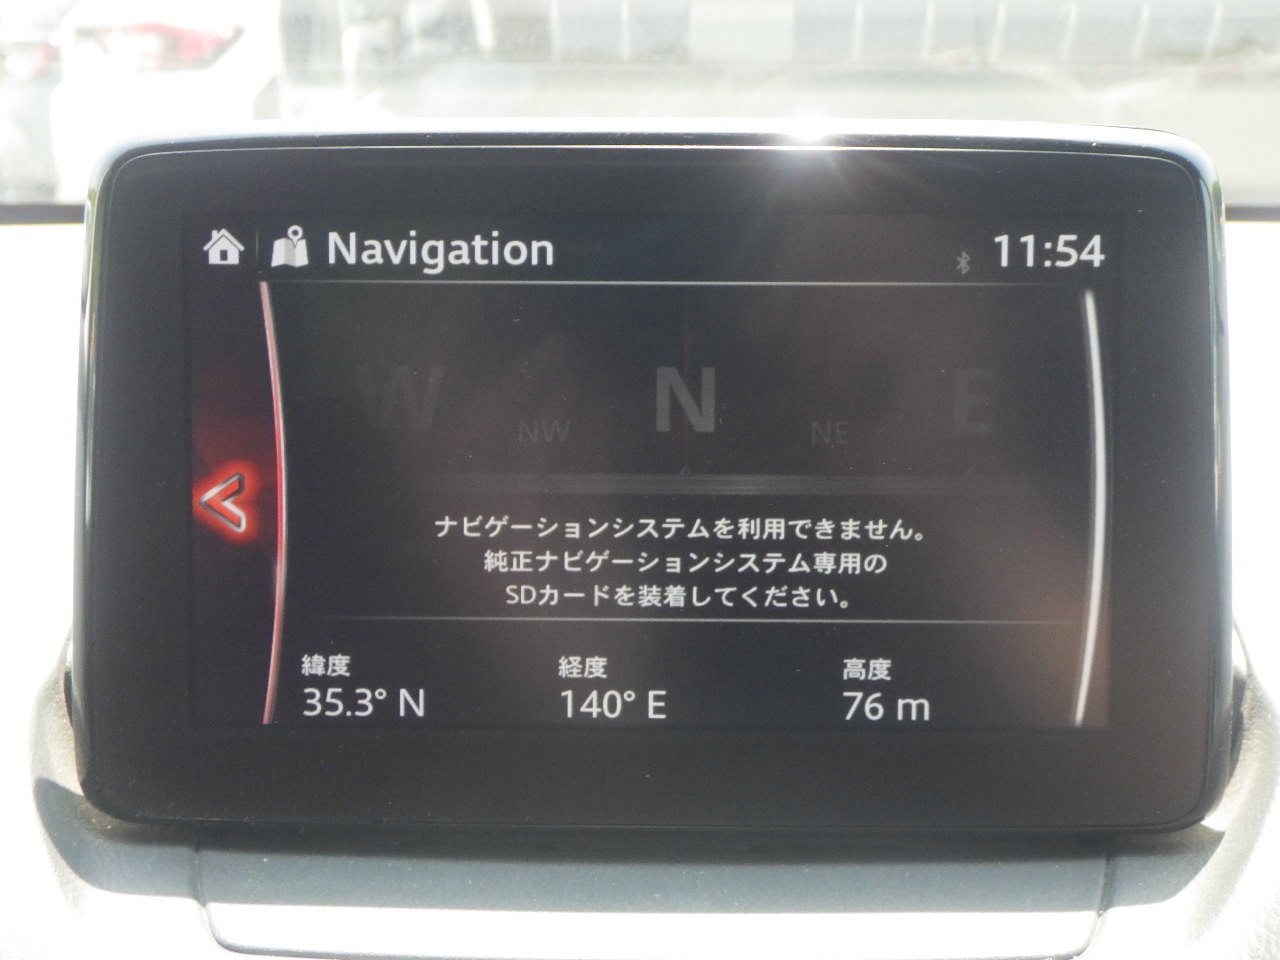 Navigation
11:54
W
NW
N
NE
E
ナビゲーションシステムを利用できません。
純正ナビゲーションシステム専用の
SDカードを装着してください。
緯度
経度
高度
35.3° N
140° E
76 m